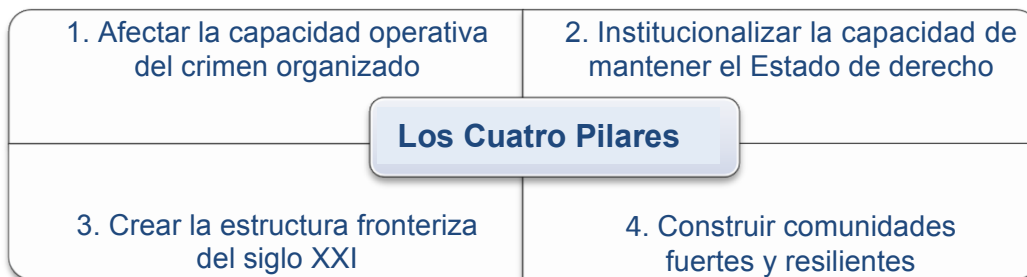 1. Afectar la capacidad operativa
del crimen organizado
2. Institucionalizar la capacidad de
mantener el Estado de derecho
Los Cuatro Pilares
3. Crear la estructura fronteriza
del siglo XXI
4. Construir comunidades
fuertes y resilientes